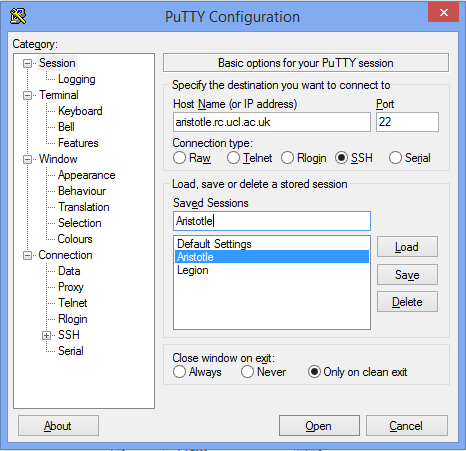 PuTTY Configuration
Category:
Session
Logging
Terminal
Keyboard
Bell
Features
Window
Appearance
Behaviour
Translation
Selection
Colours
Connection
Data
Proxy
Telnet
Rlogin
SSH
Serial
Basic options for your PuTTY session
Specify the destination you want to connect to
Host Name (or IP address) Port
aristotle.rc.ucl.ac.uk 22
Connection type:
Raw Telnet Rlogin SSH Serial
Load, save or delete a stored session
Saved Sessions
Aristotle
Default Settings
Aristotle
Legion
Load
Save
Delete
Close window on exit:
Always Never Only on clean exit
About Open Cancel